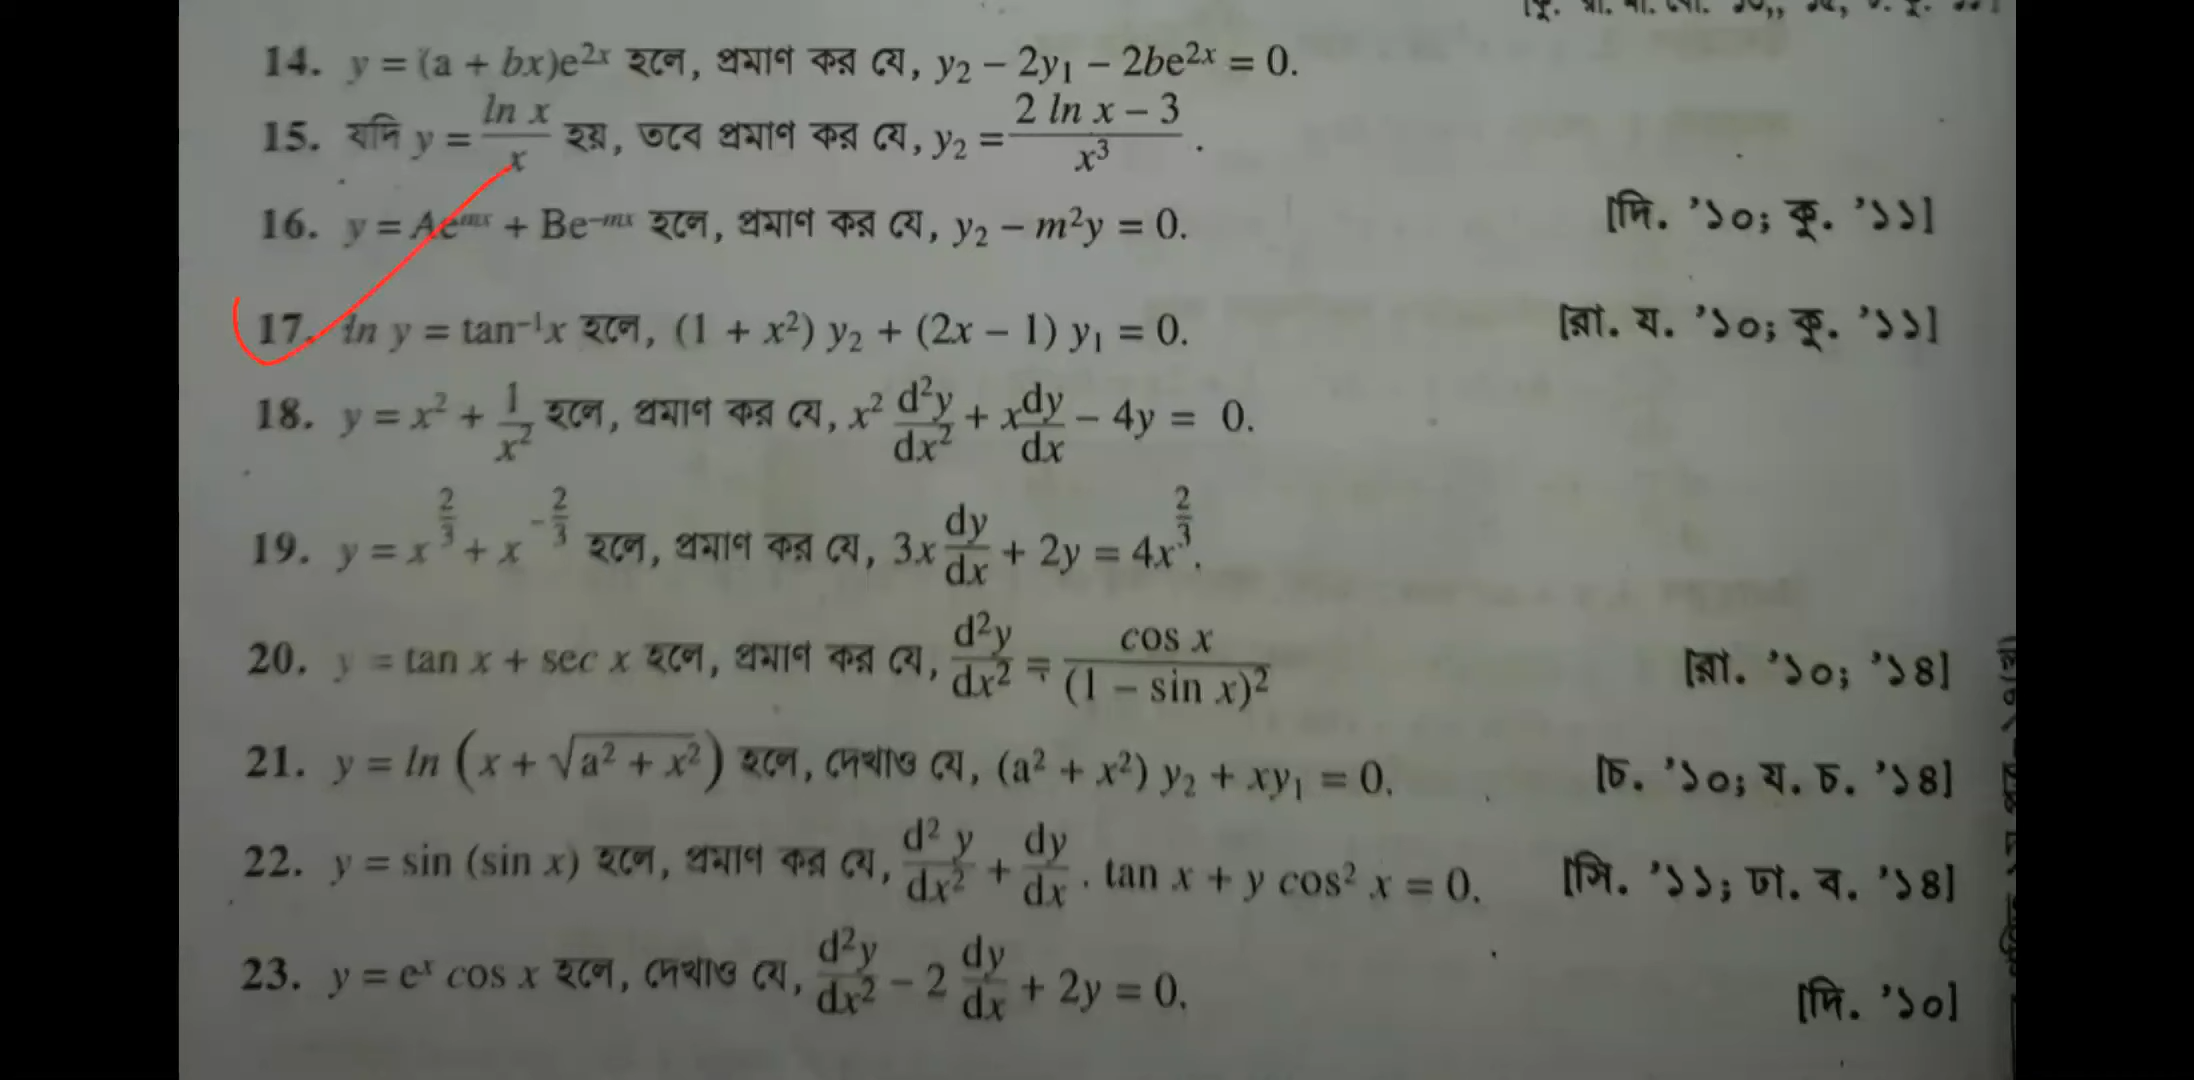 14. y = (a + bx)e²ˣ হলে, প্রমাণ কর যে, y₂ – 2y₁ – 2be²ˣ = 0.
15. যদি y = ln x / x হয়, তবে প্রমাণ কর যে, y₂ = (2 ln x – 3) / x³ .
16. y = Aeᵐˣ + Be⁻ᵐˣ হলে, প্রমাণ কর যে, y₂ – m²y = 0. [দি. ’১০; কু. ’১১]
17. ln y = tan⁻¹x হলে, (1 + x²) y₂ + (2x – 1) y₁ = 0. [রা. য. ’১০; কু. ’১১]
18. y = x² + 1/x² হলে, প্রমাণ কর যে, x² d²y/dx² + x dy/dx – 4y = 0.
19. y = x^(2/3) + x^(-2/3) হলে, প্রমাণ কর যে, 3x dy/dx + 2y = 4x^(2/3).
20. y = tan x + sec x হলে, প্রমাণ কর যে, d²y/dx² = cos x / (1 – sin x)² [রা. ’১০; ’১৪]
21. y = ln (x + √(a² + x²)) হলে, দেখাও যে, (a² + x²) y₂ + xy₁ = 0. [চ. ’১০; য. চ. ’১৪]
22. y = sin (sin x) হলে, প্রমাণ কর যে, d²y/dx² + dy/dx . tan x + y cos² x = 0. [সি. ’১১; ঢা. ব. ’১৪]
23. y = eˣ cos x হলে, দেখাও যে, d²y/dx² – 2 dy/dx + 2y = 0. [দি. ’১০]